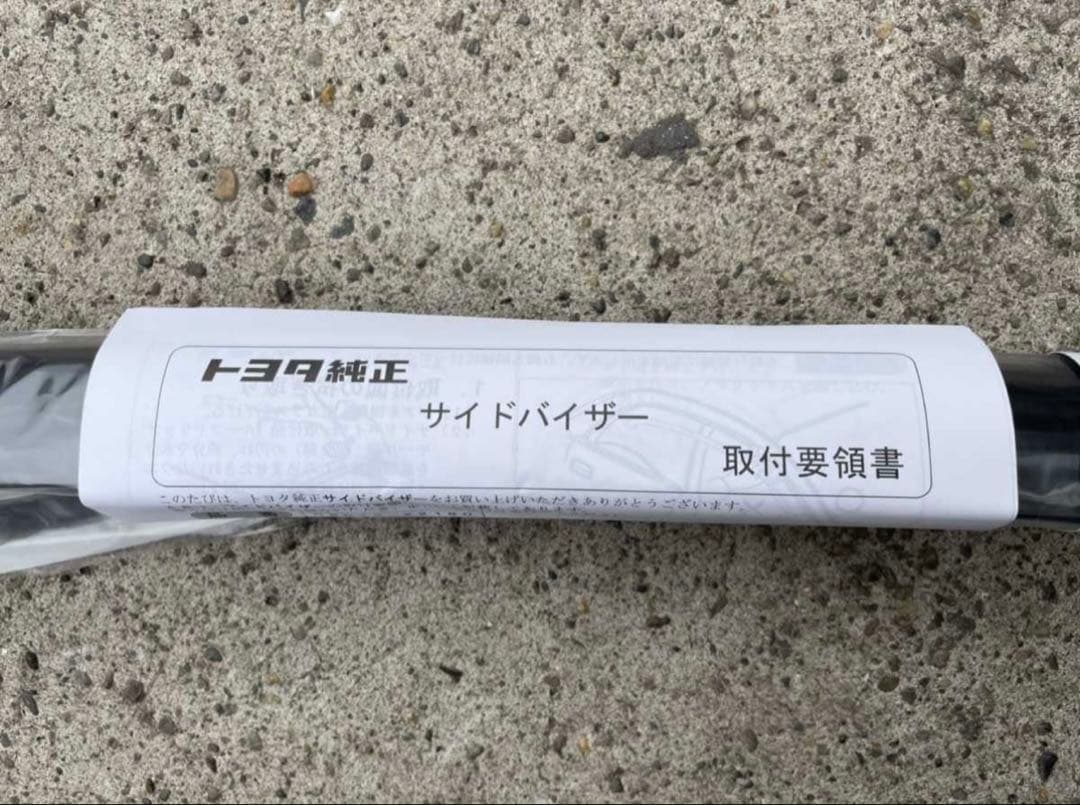 トヨタ純正
サイドバイザー
取付要領書
このたびは、トヨタ純正サイドバイザーをお買い上げいただきありがとうございます。